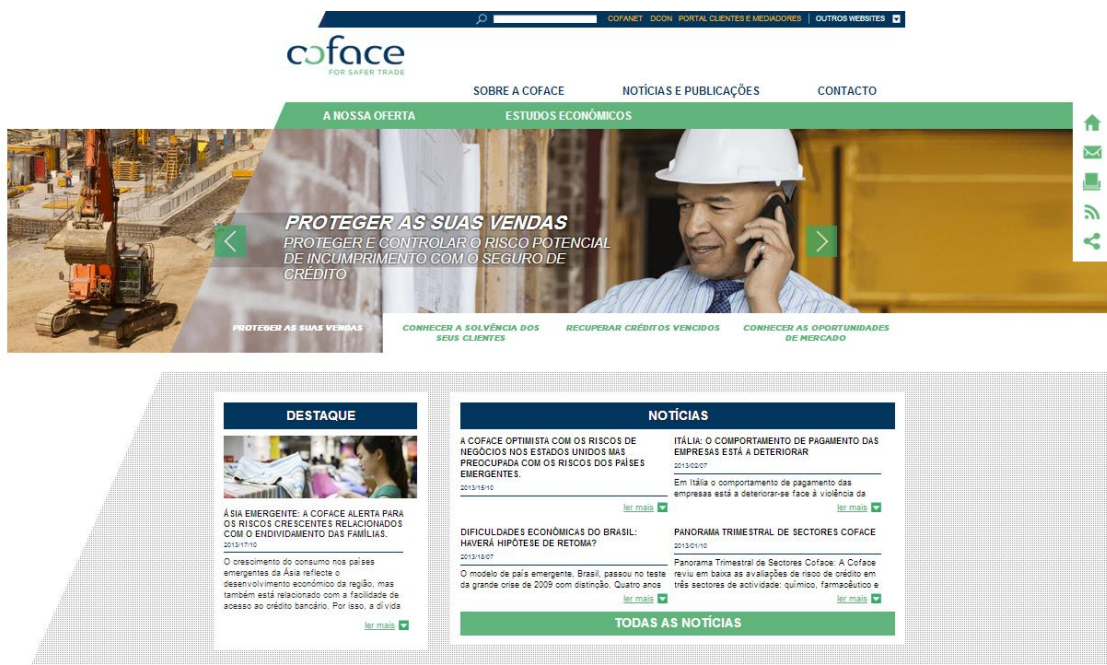 COFANET DCON PORTAL CLIENTES E MEDIADORES OUTROS WEBSITES
coface
FOR SAFER TRADE
SOBRE A COFACE NOTÍCIAS E PUBLICAÇÕES CONTACTO
A NOSSA OFERTA ESTUDOS ECONÓMICOS
PROTEGER AS SUAS VENDAS
PROTEGER E CONTROLAR O RISCO POTENCIAL
DE INCUMPRIMENTO COM O SEGURO DE
CRÉDITO
PROTEGER AS SUAS VENDAS
CONHECER A SOLVÊNCIA DOS
SEUS CLIENTES
RECUPERAR CRÉDITOS VENCIDOS
CONHECER AS OPORTUNIDADES
DE MERCADO
DESTAQUE
ÁSIA EMERGENTE: A COFACE ALERTA PARA
OS RISCOS CRESCENTES RELACIONADOS
COM O ENDIVIDAMENTO DAS FAMÍLIAS.
2013/17/10
O crescimento do consumo nos países
emergentes da Ásia reflecte o
desenvolvimento económico da região, mas
também está relacionado com a facilidade de
acesso ao crédito bancário. Por isso, a dívida
ler mais
NOTÍCIAS
A COFACE OPTIMISTA COM OS RISCOS DE
NEGÓCIOS NOS ESTADOS UNIDOS MAS
PREOCUPADA COM OS RISCOS DOS PAÍSES
EMERGENTES.
2013/15/10
ler mais
ITÁLIA: O COMPORTAMENTO DE PAGAMENTO DAS
EMPRESAS ESTÁ A DETERIORAR
2013/02/07
Em Itália o comportamento de pagamento das
empresas está a deteriorar-se face à violência da
ler mais
DIFICULDADES ECONÓMICAS DO BRASIL:
HAVERÁ HIPÓTESE DE RETOMA?
2013/15/07
O modelo de país emergente, Brasil, passou no teste
da grande crise de 2009 com distinção. Quatro anos
ler mais
PANORAMA TRIMESTRAL DE SECTORES COFACE
2013/01/10
Panorama Trimestral de Sectores Coface: A Coface
reviu em baixa as avaliações de risco de crédito em
três sectores de actividade: químico, farmacêutico e
ler mais
TODAS AS NOTÍCIAS